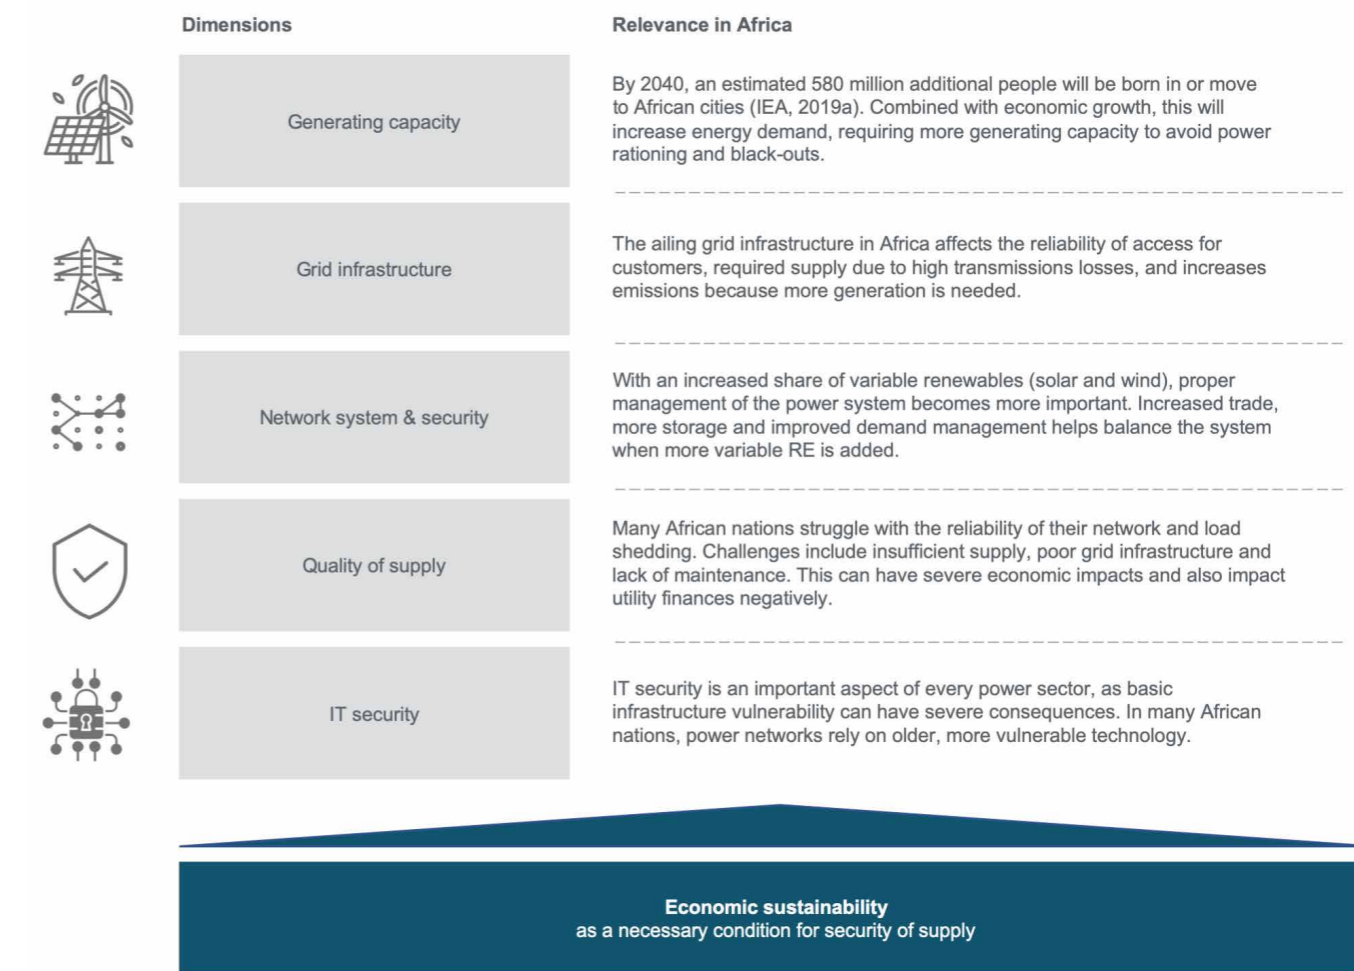 Dimensions
Relevance in Africa
Generating capacity
By 2040, an estimated 580 million additional people will be born in or move
to African cities (IEA, 2019a). Combined with economic growth, this will
increase energy demand, requiring more generating capacity to avoid power
rationing and black-outs.
Grid infrastructure
The ailing grid infrastructure in Africa affects the reliability of access for
customers, required supply due to high transmissions losses, and increases
emissions because more generation is needed.
Network system & security
With an increased share of variable renewables (solar and wind), proper
management of the power system becomes more important. Increased trade,
more storage and improved demand management helps balance the system
when more variable RE is added.
Quality of supply
Many African nations struggle with the reliability of their network and load
shedding. Challenges include insufficient supply, poor grid infrastructure and
lack of maintenance. This can have severe economic impacts and also impact
utility finances negatively.
IT security
IT security is an important aspect of every power sector, as basic
infrastructure vulnerability can have severe consequences. In many African
nations, power networks rely on older, more vulnerable technology.
Economic sustainability
as a necessary condition for security of supply